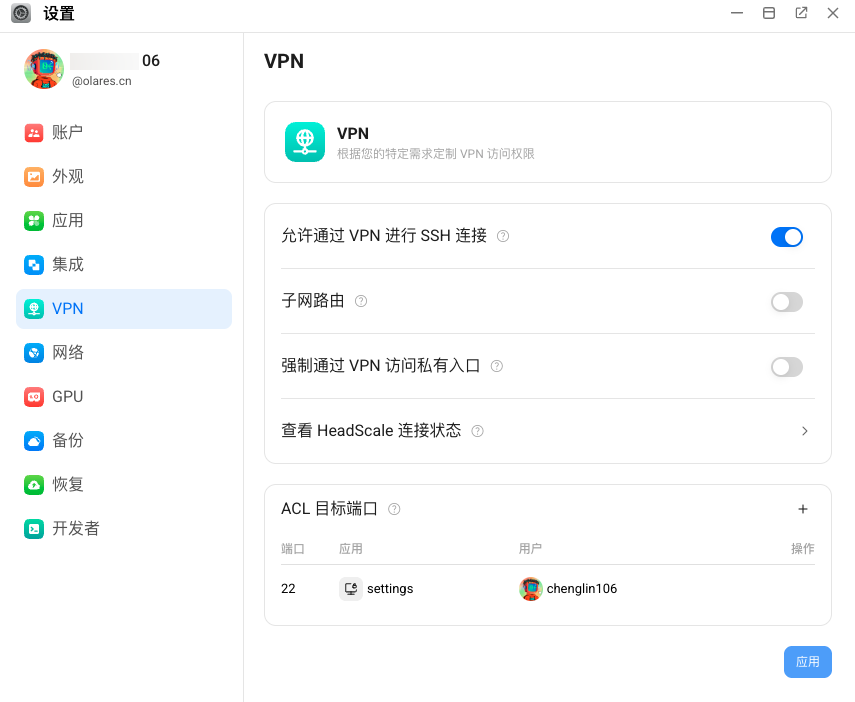 设置
06
@olares.cn
账户
外观
应用
集成
VPN
网络
GPU
备份
恢复
开发者
VPN
VPN
根据您的特定需求定制 VPN 访问权限
允许通过 VPN 进行 SSH 连接
子网路由
强制通过 VPN 访问私有入口
查看 HeadScale 连接状态
ACL 目标端口
端口 应用 用户 操作
22 settings chenglin106
应用